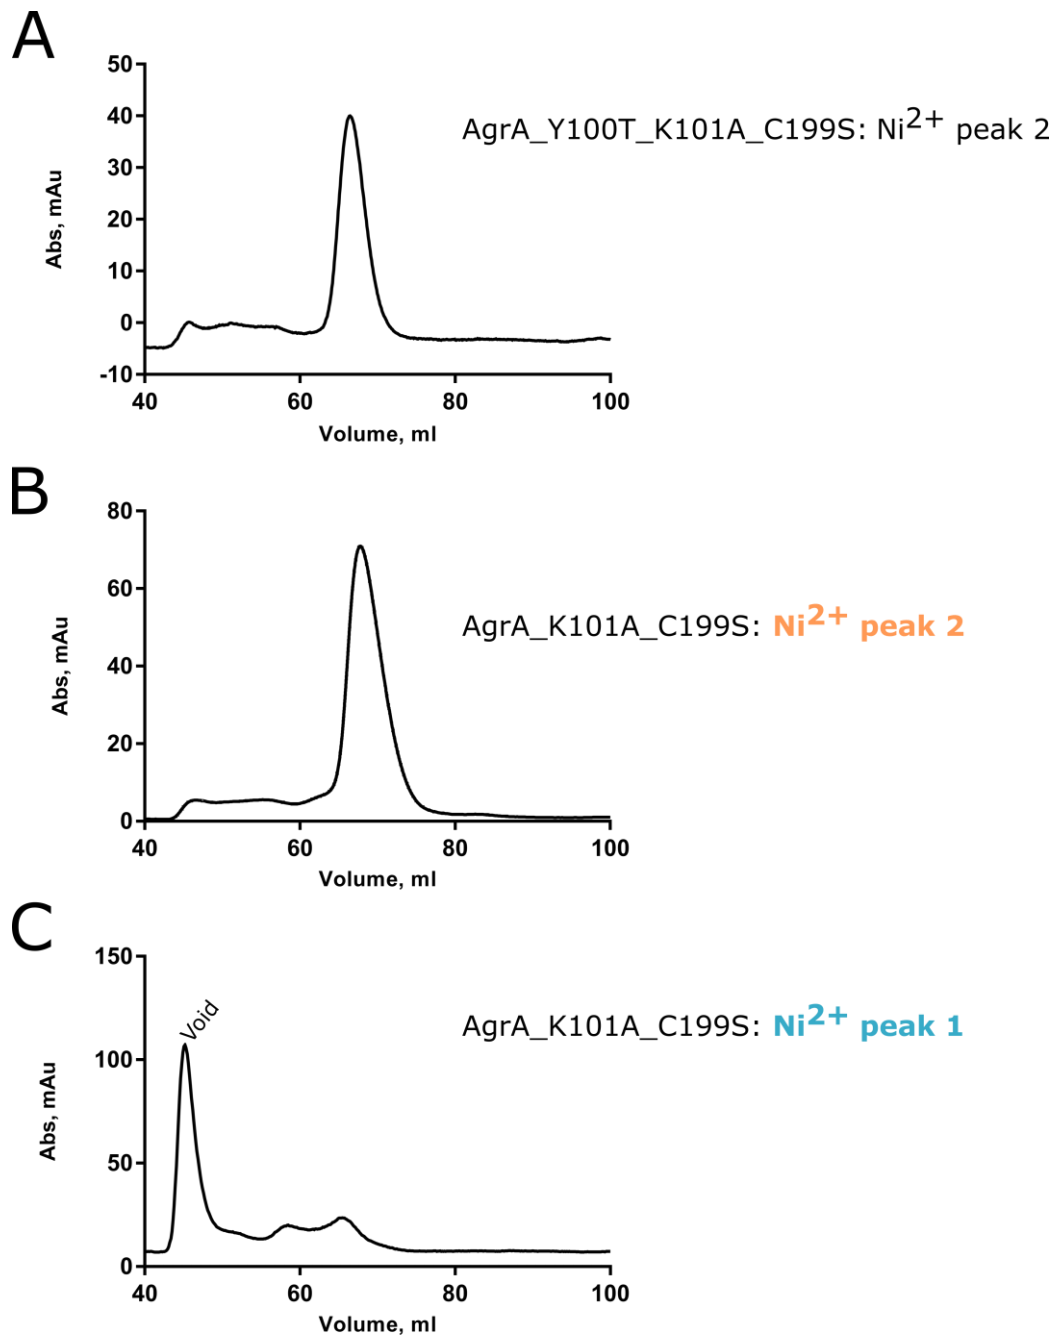 A
50
40
30
20
10
0
-10
Abs, mAu
AgrA_Y100T_K101A_C199S: Ni2+ peak 2
40 60 80 100
Volume, ml
B
80
60
40
20
0
Abs, mAu
AgrA_K101A_C199S: Ni2+ peak 2
40 60 80 100
Volume, ml
C
150
100
50
0
Abs, mAu
Void
AgrA_K101A_C199S: Ni2+ peak 1
40 60 80 100
Volume, ml